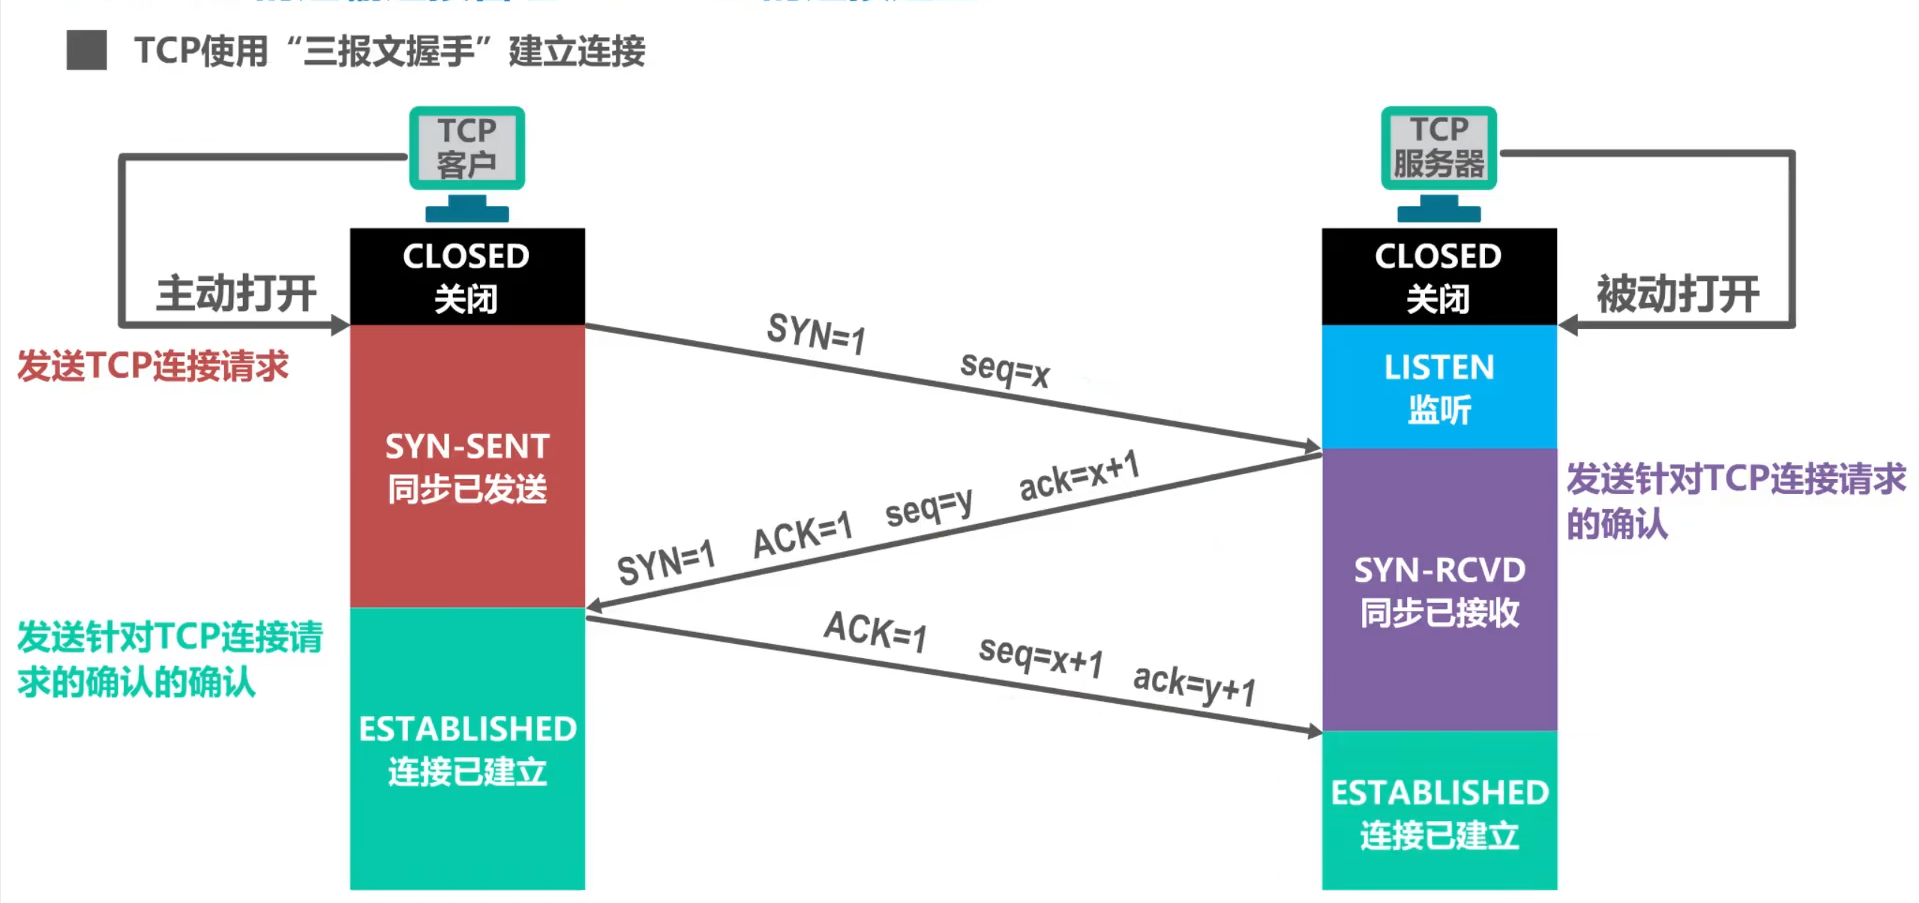 TCP使用“三报文握手”建立连接
TCP
客户
TCP
服务器
CLOSED
关闭
CLOSED
关闭
主动打开
被动打开
发送TCP连接请求
SYN=1 seq=x
LISTEN
监听
SYN-SENT
同步已发送
SYN=1 ACK=1 seq=y ack=x+1
发送针对TCP连接请求
的确认
SYN-RCVD
同步已接收
发送针对TCP连接请
求的确认的确认
ACK=1 seq=x+1 ack=y+1
ESTABLISHED
连接已建立
ESTABLISHED
连接已建立